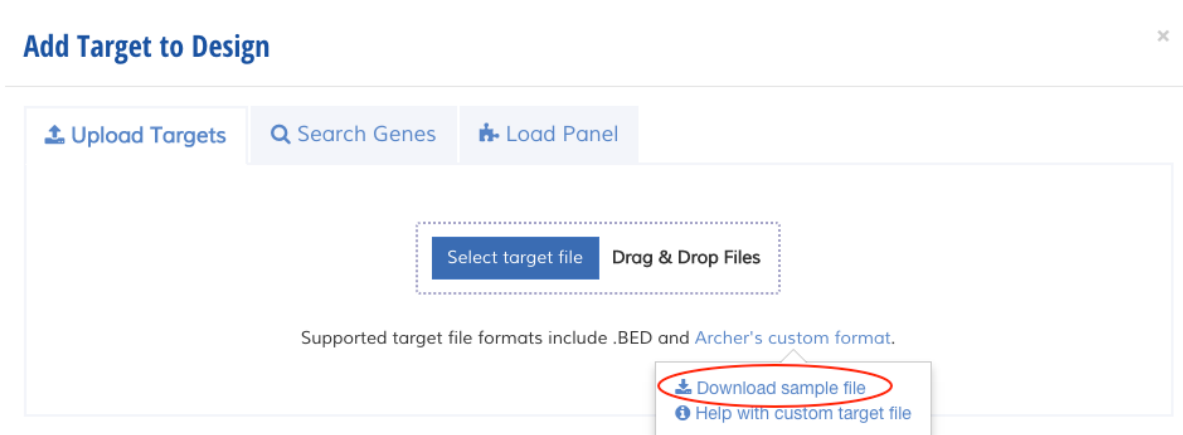 Add Target to Design
×
Upload Targets
Search Genes
Load Panel
Select target file
Drag & Drop Files
Supported target file formats include .BED and Archer's custom format.
Download sample file
Help with custom target file